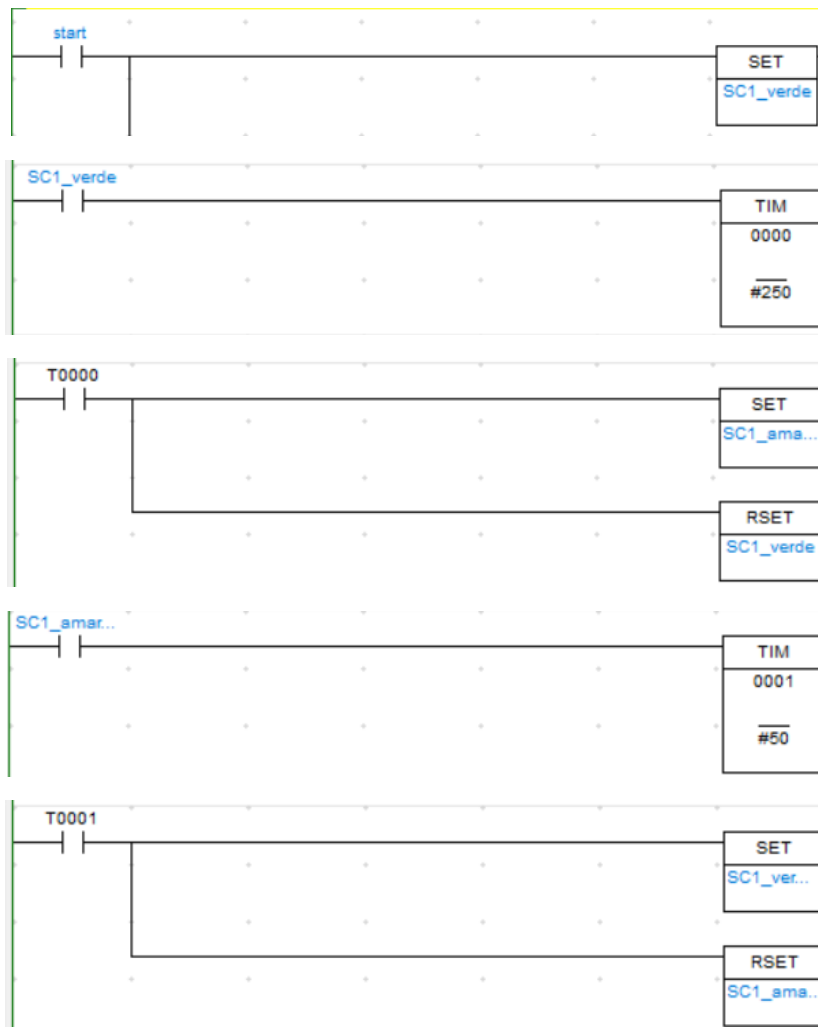 start
SET
SC1_verde
SC1_verde
TIM
0000
#250
T0000
SET
SC1_ama...
RSET
SC1_verde
SC1_amar...
TIM
0001
#50
T0001
SET
SC1_ver...
RSET
SC1_ama...